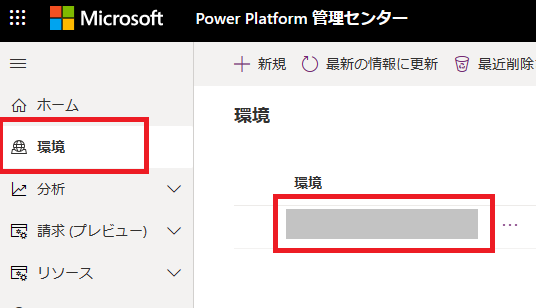 Microsoft
Power Platform 管理センター
新規
最新の情報に更新
最近削除
ホーム
環境
分析
請求 (プレビュー)
リソース
環境
環境